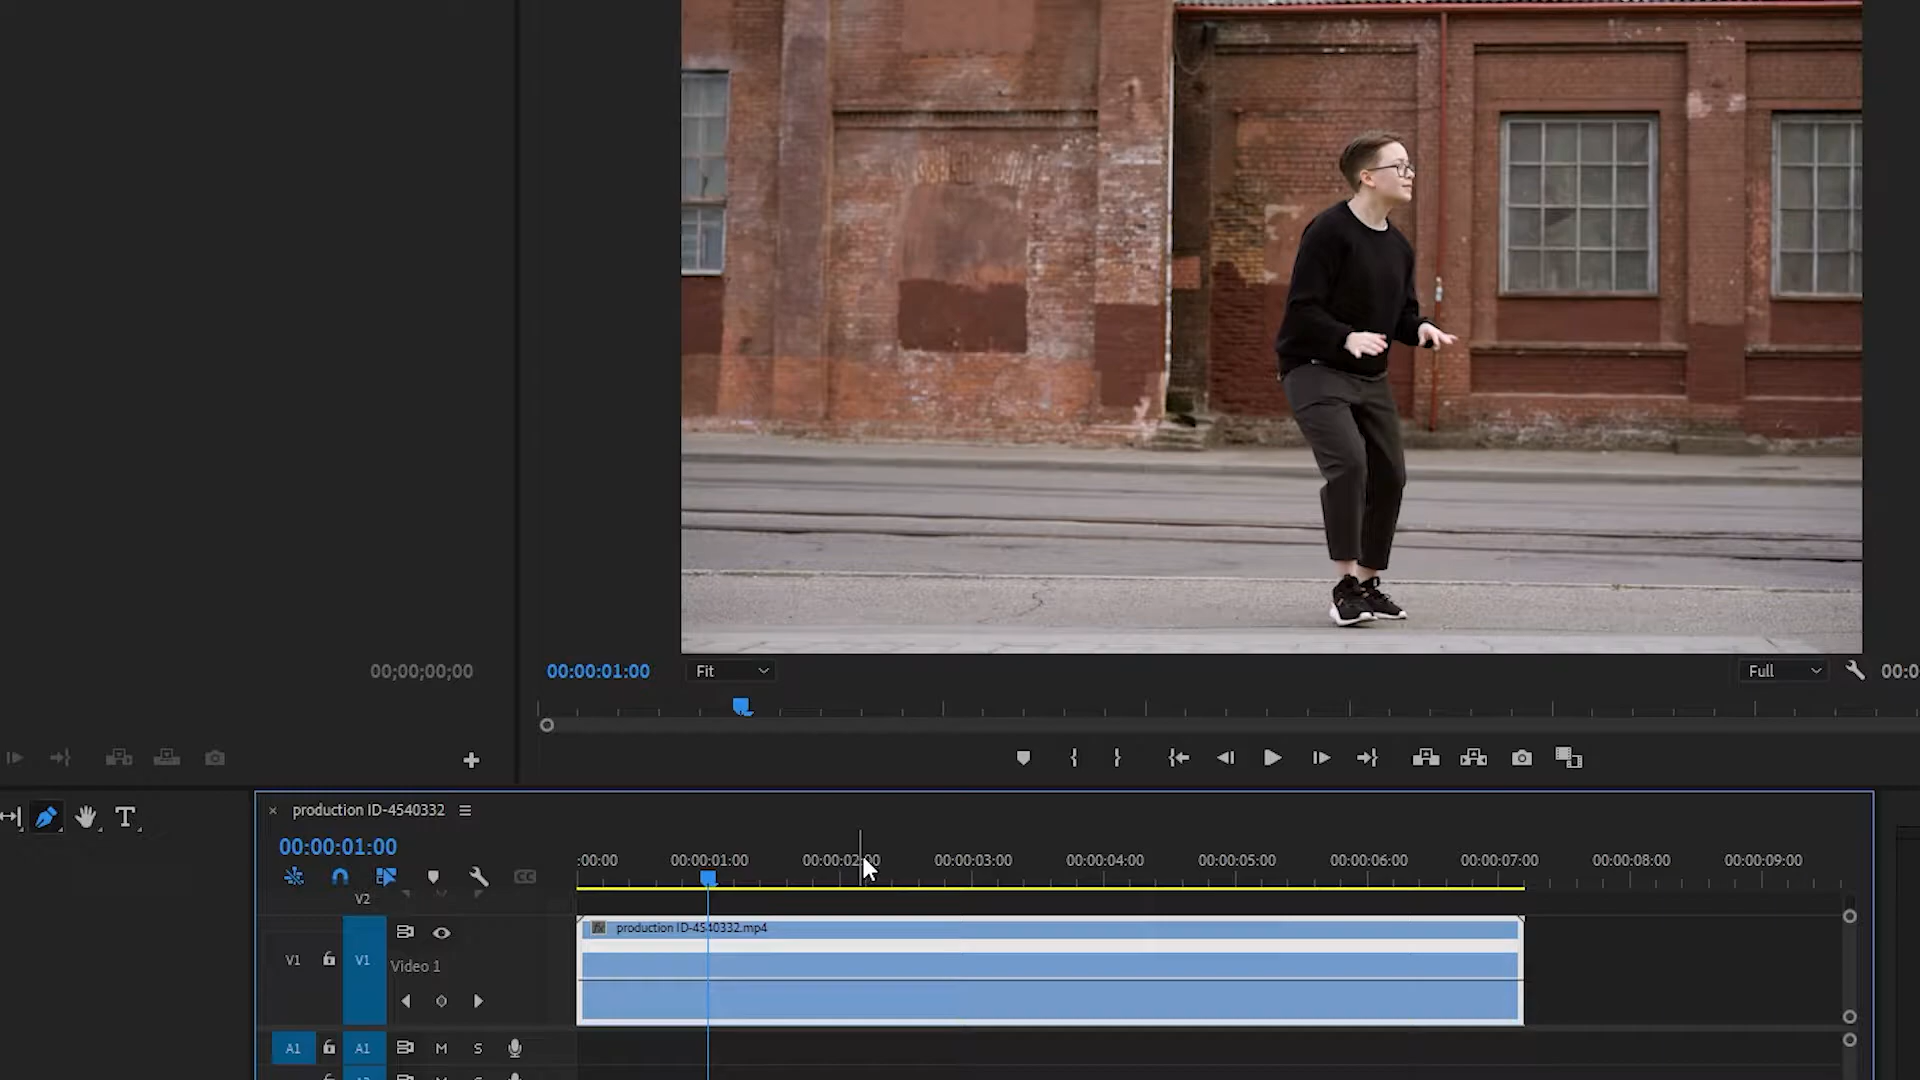 00;00;00;00
00:00:01:00
Fit
Full
00:0
T
× production ID-4540332
00:00:01:00
:00:00
00:00:01:00
00:00:02:00
00:00:03:00
00:00:04:00
00:00:05:00
00:00:06:00
00:00:07:00
00:00:08:00
00:00:09:00
CC
V2
fx production ID-4540332.mp4
V1
V1
Video 1
A1
A1
M
S